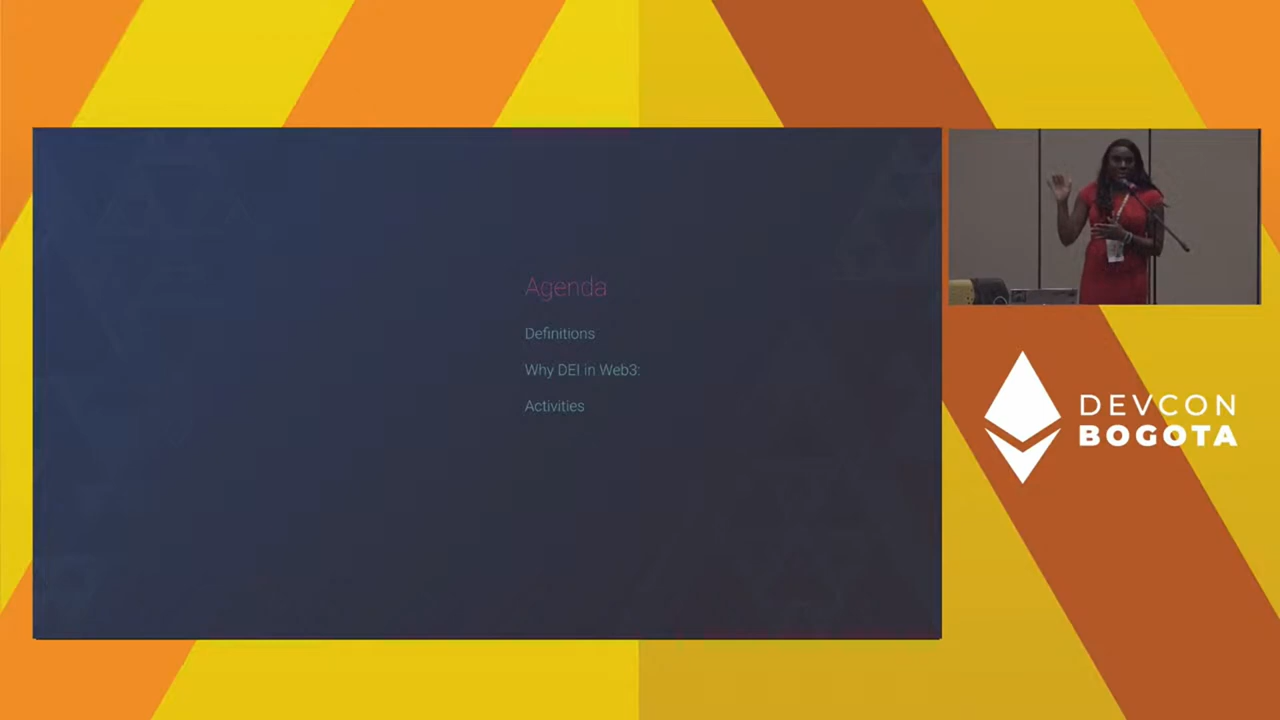 Agenda
Definitions
Why DEI in Web3:
Activities
DEVCON
BOGOTA